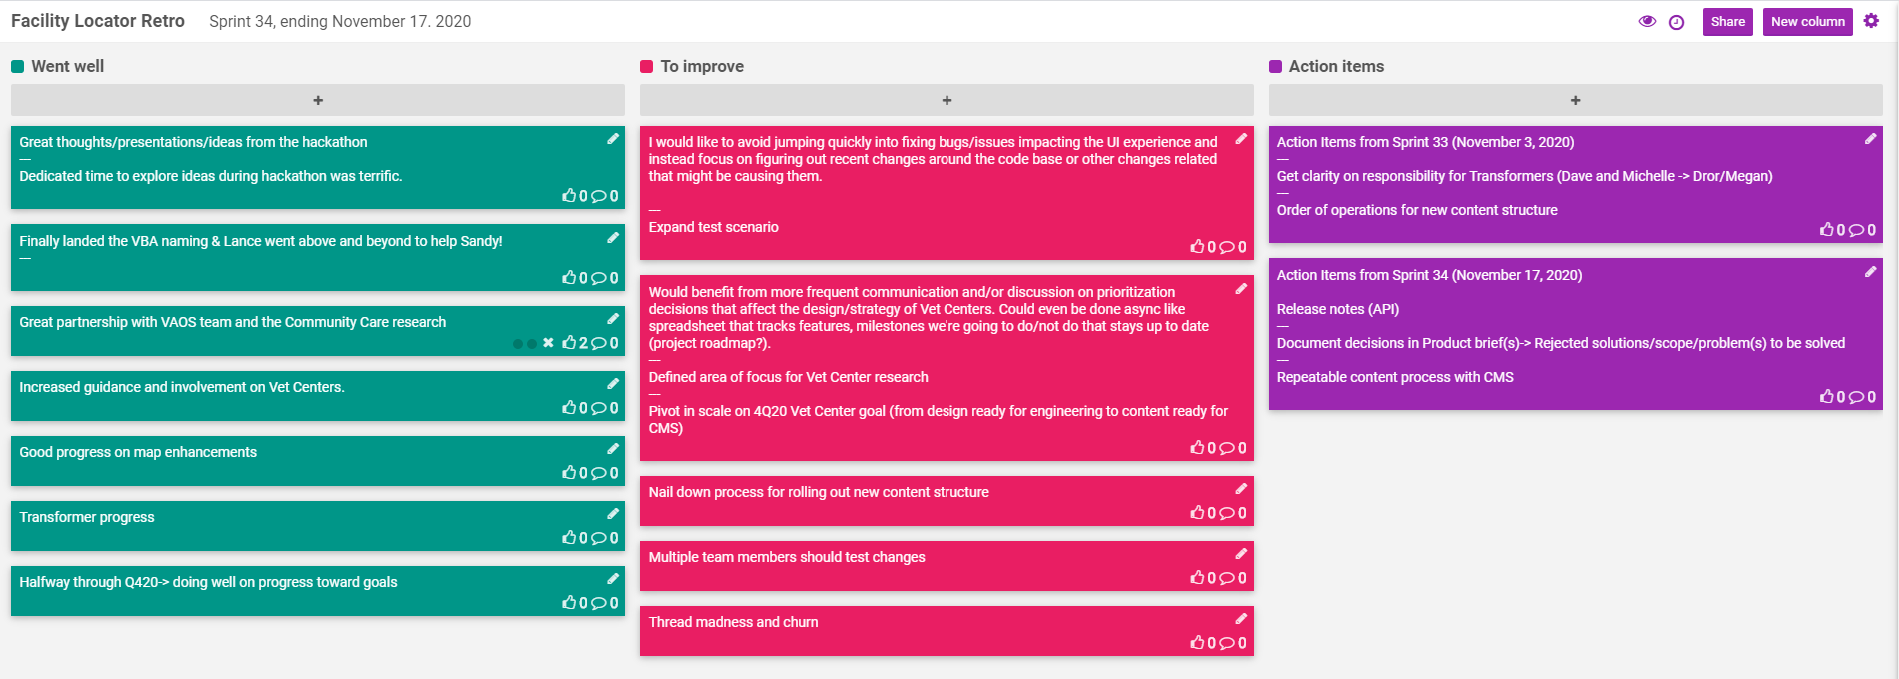 Facility Locator Retro
Sprint 34, ending November 17. 2020
Share
New column
Went well
+
Great thoughts/presentations/ideas from the hackathon
—
Dedicated time to explore ideas during hackathon was terrific.
0 0
Finally landed the VBA naming & Lance went above and beyond to help Sandy!
—
0 0
Great partnership with VAOS team and the Community Care research
2 0
Increased guidance and involvement on Vet Centers.
0 0
Good progress on map enhancements
0 0
Transformer progress
0 0
Halfway through Q420-> doing well on progress toward goals
0 0
To improve
+
I would like to avoid jumping quickly into fixing bugs/issues impacting the UI experience and
instead focus on figuring out recent changes around the code base or other changes related
that might be causing them.
—
Expand test scenario
0 0
Would benefit from more frequent communication and/or discussion on prioritization
decisions that affect the design/strategy of Vet Centers. Could even be done async like
spreadsheet that tracks features, milestones we're going to do/not do that stays up to date
(project roadmap?).
—
Defined area of focus for Vet Center research
—
Pivot in scale on 4Q20 Vet Center goal (from design ready for engineering to content ready for
CMS)
0 0
Nail down process for rolling out new content structure
0 0
Multiple team members should test changes
0 0
Thread madness and churn
0 0
Action items
+
Action Items from Sprint 33 (November 3, 2020)
—
Get clarity on responsibility for Transformers (Dave and Michelle -> Dror/Megan)
—
Order of operations for new content structure
0 0
Action Items from Sprint 34 (November 17, 2020)
Release notes (API)
—
Document decisions in Product brief(s)-> Rejected solutions/scope/problem(s) to be solved
—
Repeatable content process with CMS
0 0